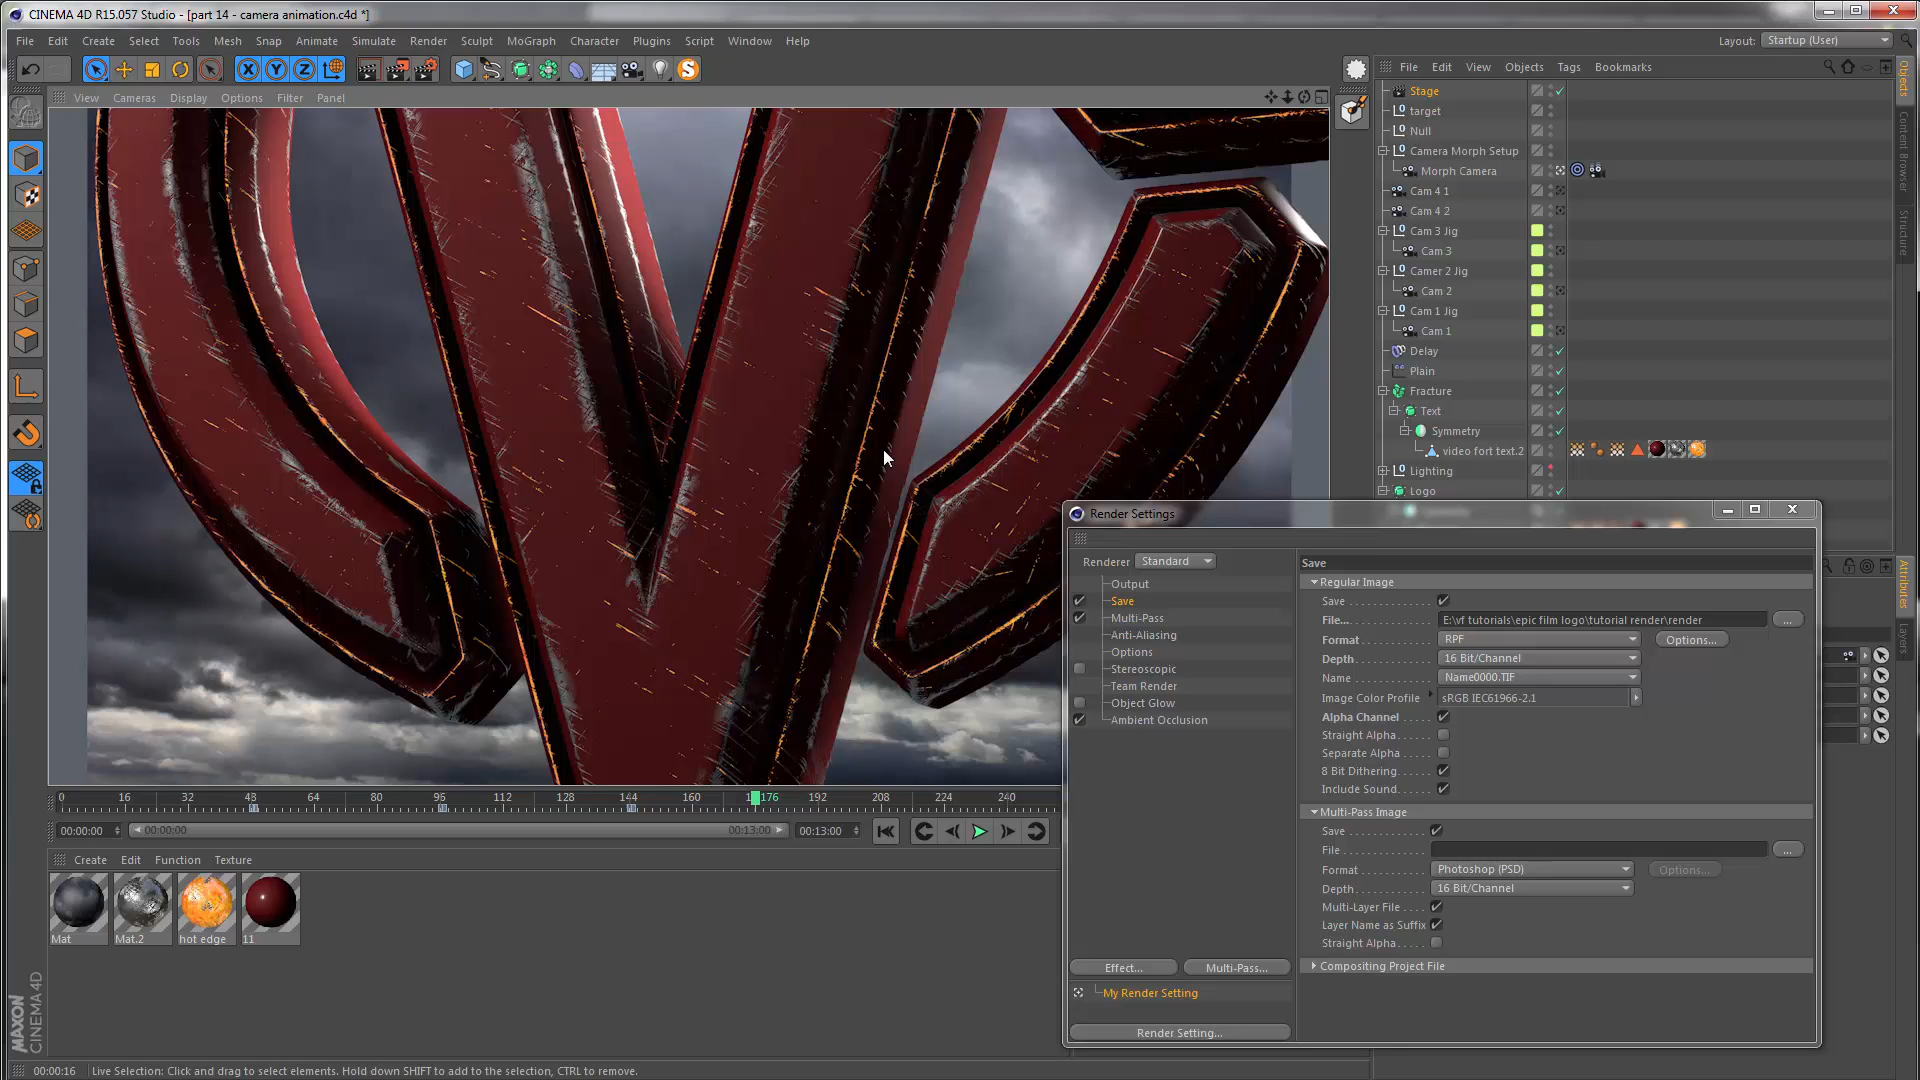 CINEMA 4D R15.057 Studio - [part 14 - camera animation.c4d *]
File Edit Create Select Tools Mesh Snap Animate Simulate Render Sculpt MoGraph Character Plugins Script Window Help
Layout: Startup (User)
View Cameras Display Options Filter Panel
File Edit View Objects Tags Bookmarks
Stage
target
Null
Camera Morph Setup
Morph Camera
Cam 4 1
Cam 4 2
Cam 3 Jig
Cam 3
Camer 2 Jig
Cam 2
Cam 1 Jig
Cam 1
Delay
Plain
Fracture
Text
Symmetry
video fort text.2
Lighting
Logo
Objects
Content Browser
Structure
Attributes
Layers
Render Settings
Renderer Standard
Output
Save
Multi-Pass
Anti-Aliasing
Options
Stereoscopic
Team Render
Object Glow
Ambient Occlusion
Effect... Multi-Pass...
My Render Setting
Render Setting...
Save
Regular Image
Save
File... E:\vf tutorials\epic film logo\tutorial render\render ...
Format RPF Options...
Depth 16 Bit/Channel
Name Name0000.TIF
Image Color Profile sRGB IEC61966-2.1
Alpha Channel
Straight Alpha
Separate Alpha
8 Bit Dithering
Include Sound
Multi-Pass Image
Save
File ...
Format Photoshop (PSD) Options...
Depth 16 Bit/Channel
Multi-Layer File
Layer Name as Suffix
Straight Alpha
Compositing Project File
0 16 32 48 64 80 96 112 128 144 160 176 192 208 224 240
00:00:00 00:00:00 00:13:00 00:13:00
Create Edit Function Texture
Mat Mat.2 hot edge 11
MAXON
CINEMA 4D
00:00:16 Live Selection: Click and drag to select elements. Hold down SHIFT to add to the selection, CTRL to remove.